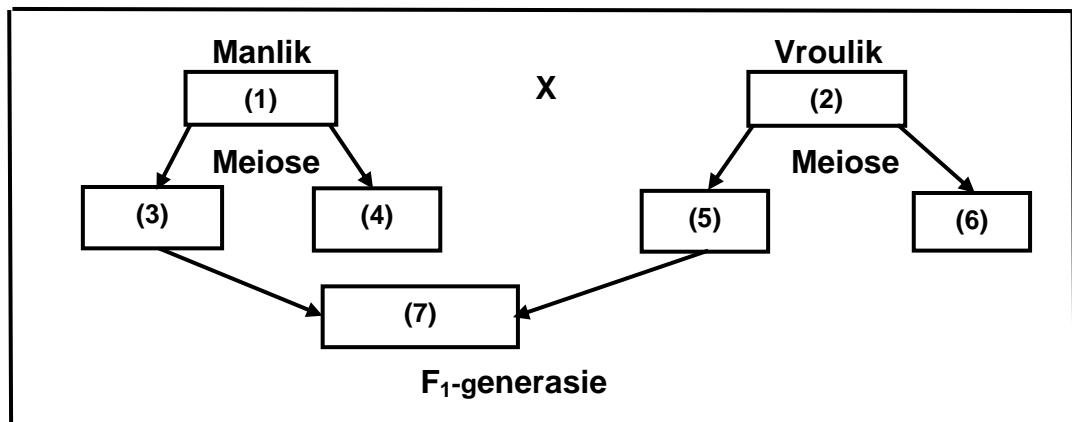 Manlik Vroulik
(1) X (2)
Meiose Meiose
(3) (4) (5) (6)
(7)
F₁-generasie